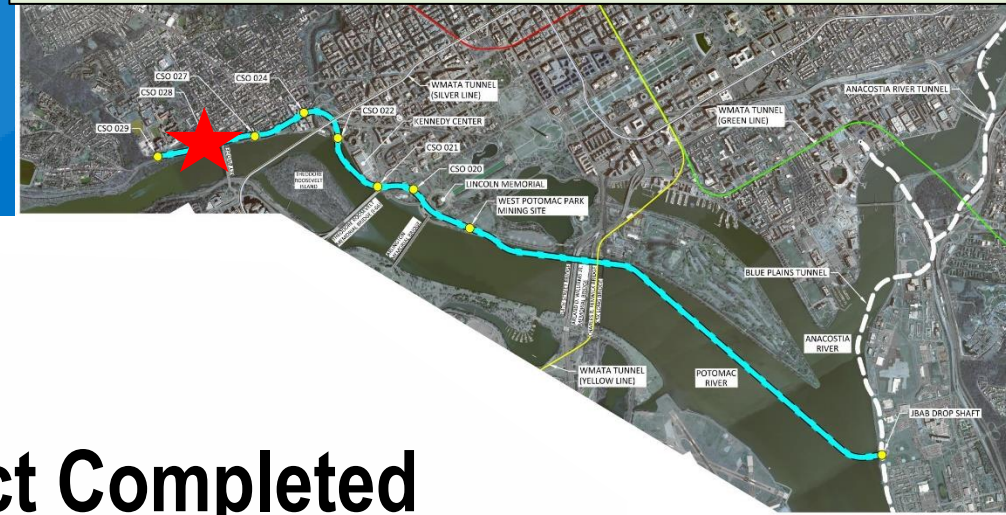 CSO 027
CSO 024
CSO 028
CSO 029
WMATA TUNNEL
(SILVER LINE)
CSO 022
KENNEDY CENTER
CSO 021
CSO 020
LINCOLN MEMORIAL
WEST POTOMAC PARK
MINING SITE
THEODORE
ROOSEVELT
ISLAND
WMATA TUNNEL
(GREEN LINE)
ANACOSTIA RIVER TUNNEL
BLUE PLAINS TUNNEL
ANACOSTIA
RIVER
POTOMAC
RIVER
WMATA TUNNEL
(YELLOW LINE)
JBAB DROP SHAFT
ct Completed